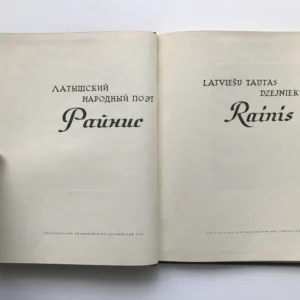 ЛАТЫШСКИЙ
НАРОДНЫЙ ПОЭТ
Райнис
LATVIEŠU TAUTAS
DZEJNIEK
Rainis